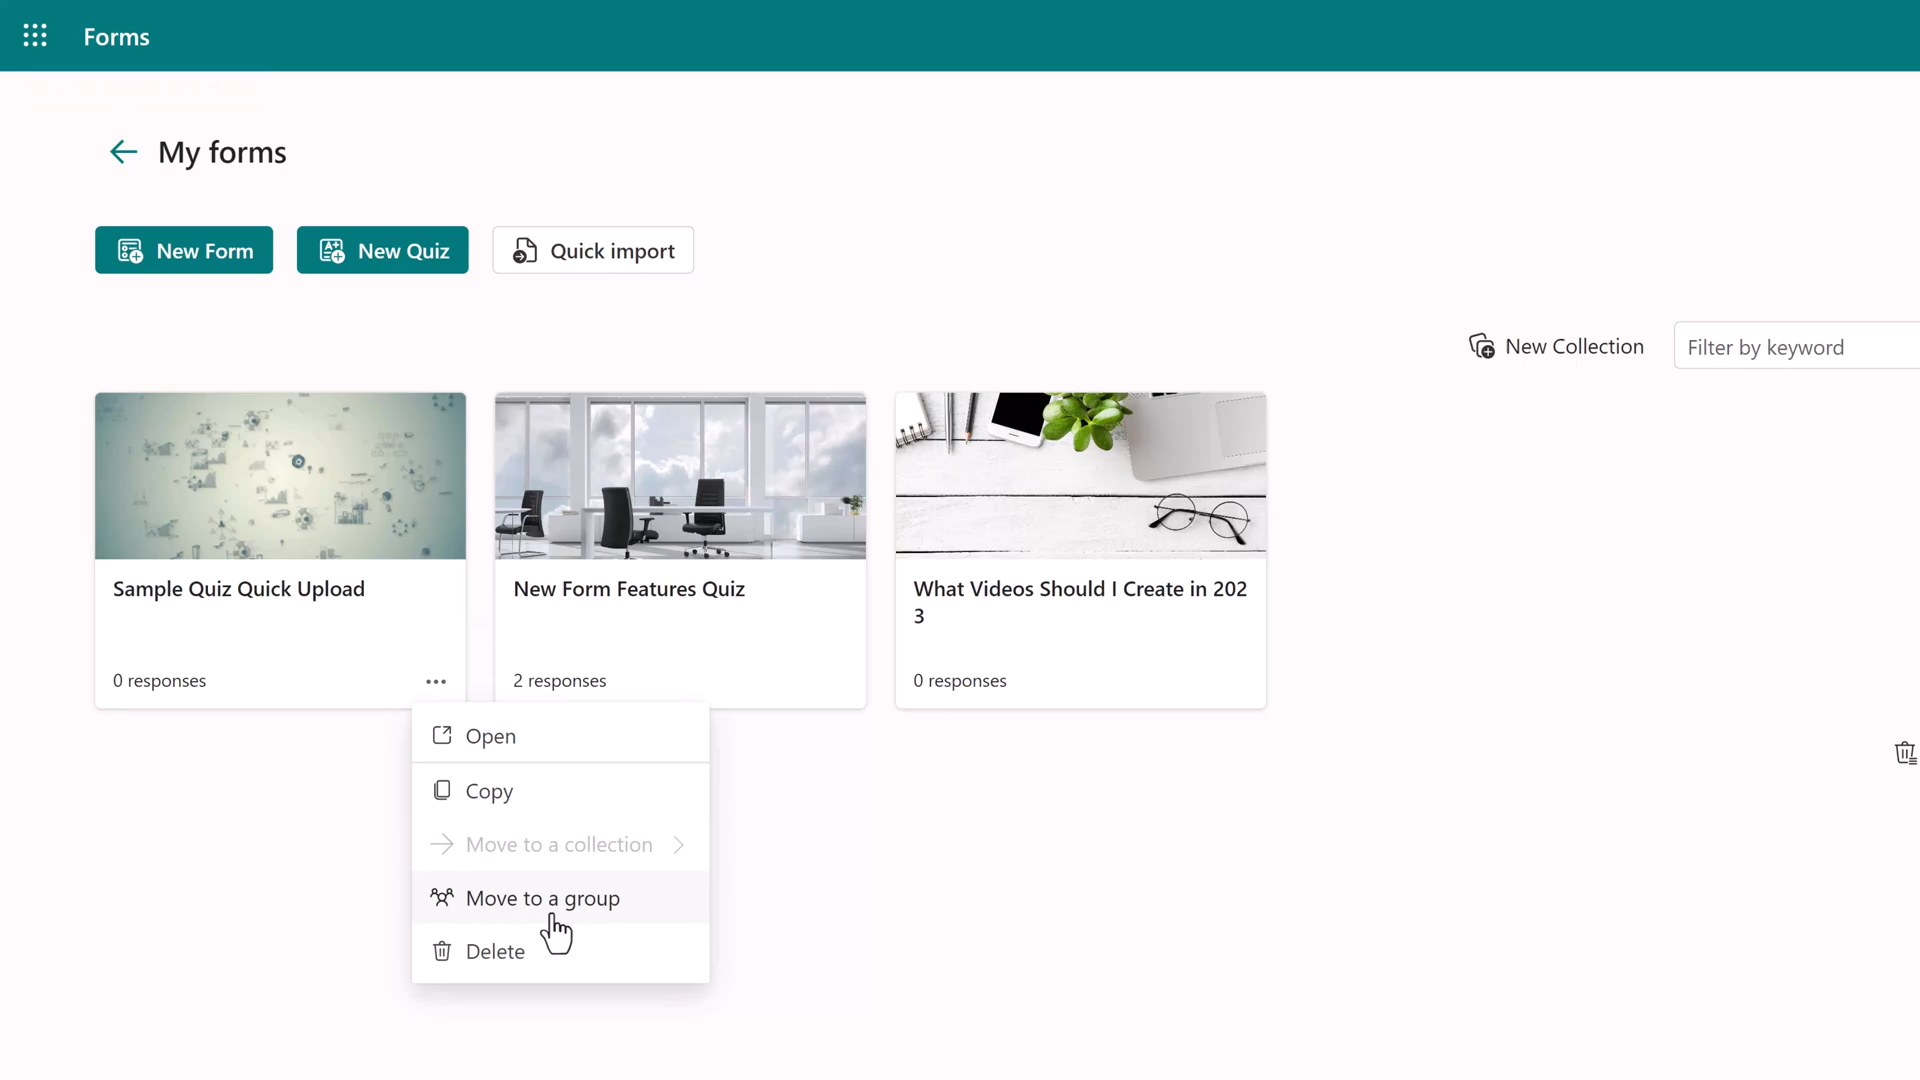 Forms
My forms
New Form
New Quiz
Quick import
New Collection
Filter by keyword
Sample Quiz Quick Upload
0 responses
New Form Features Quiz
2 responses
What Videos Should I Create in 202
3
0 responses
Open
Copy
Move to a collection
Move to a group
Delete